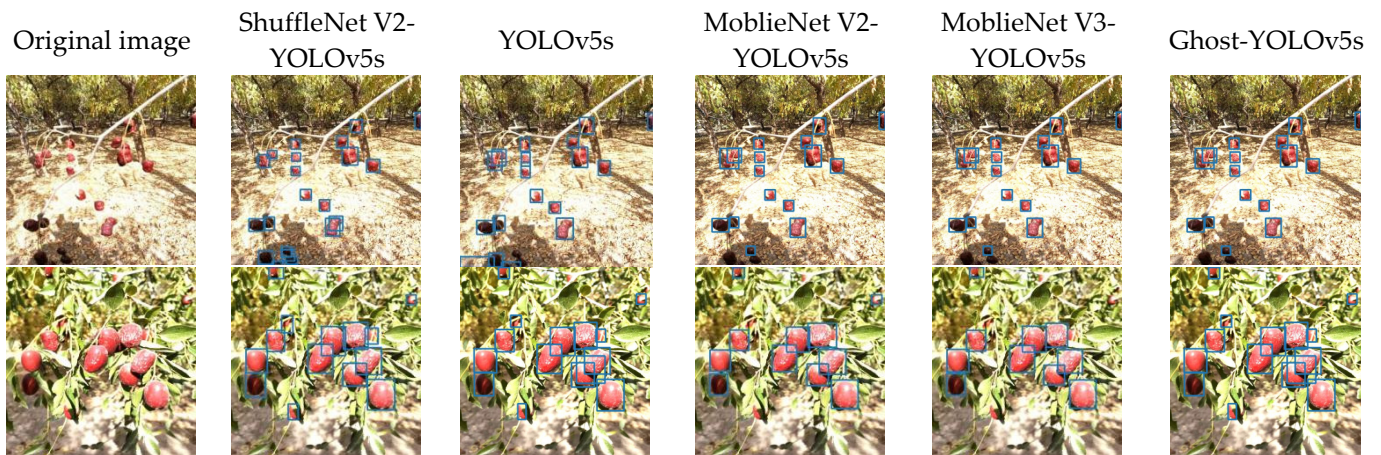 Original image
ShuffleNet V2-
YOLOv5s
YOLOv5s
MoblieNet V2-
YOLOv5s
MoblieNet V3-
YOLOv5s
Ghost-YOLOv5s